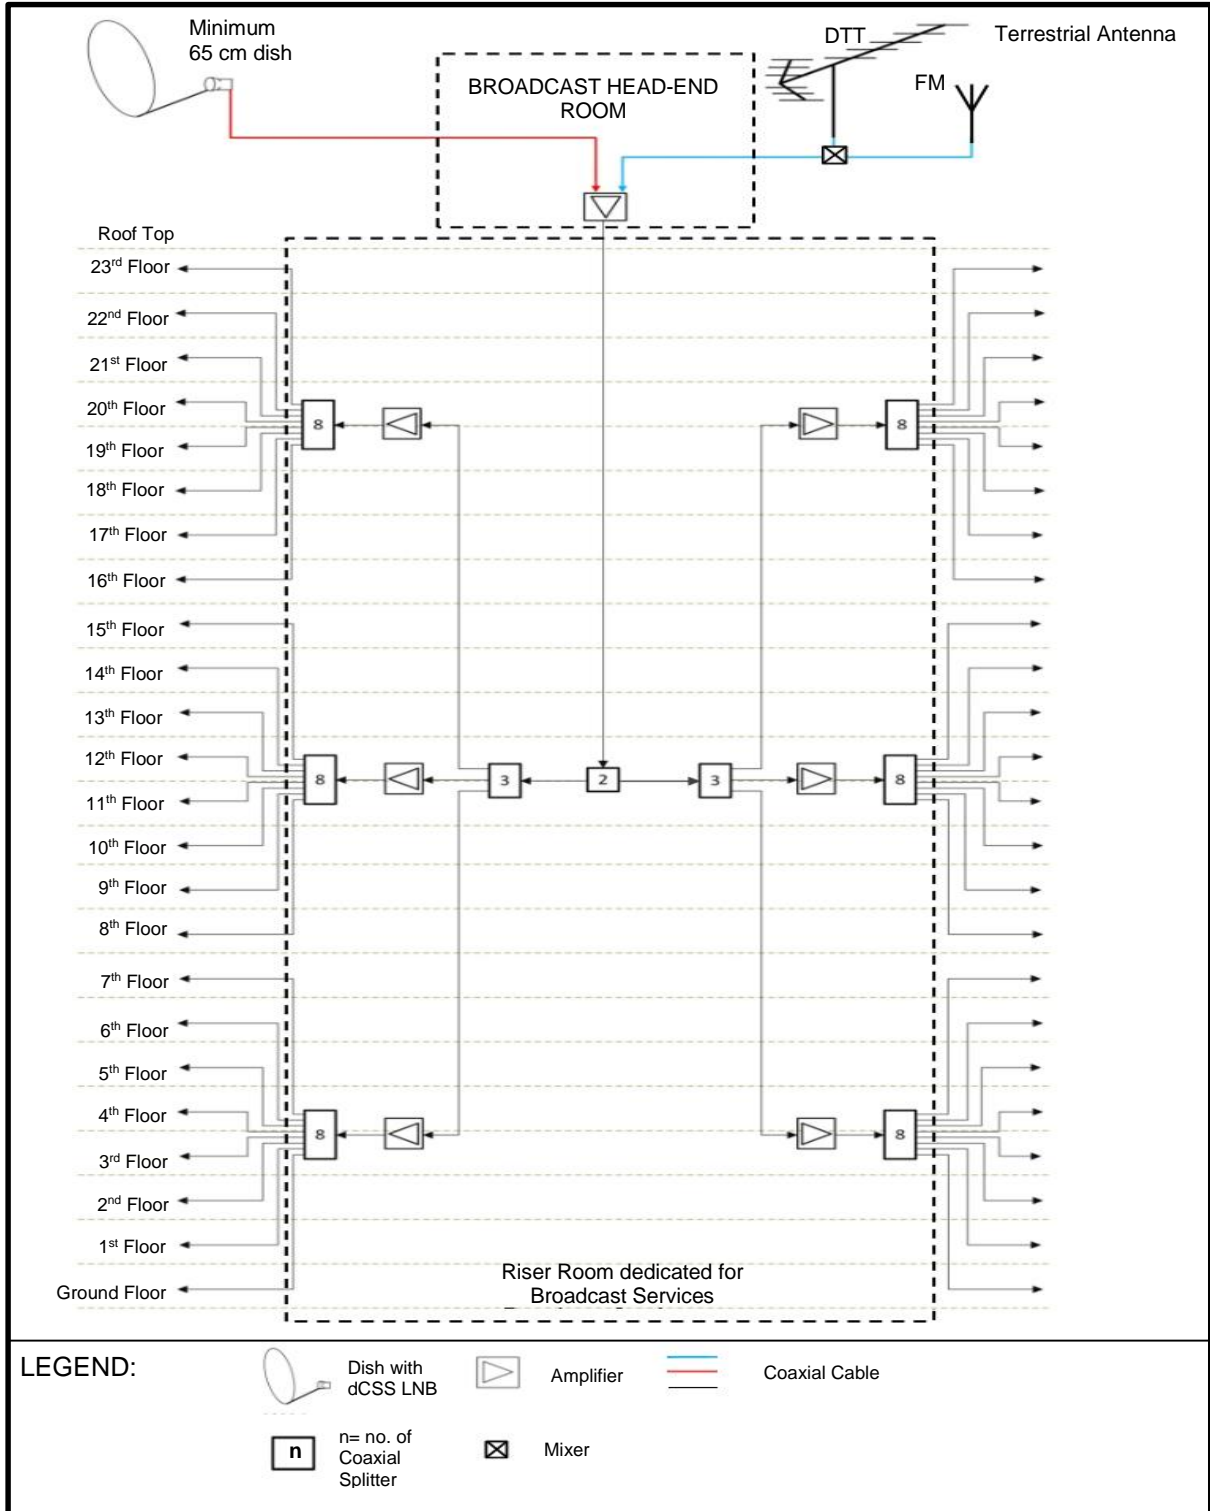 Minimum
65 cm dish
DTT
Terrestrial Antenna
BROADCAST HEAD-END
ROOM
FM
Roof Top
23rd Floor
22nd Floor
21st Floor
20th Floor
8
8
19th Floor
18th Floor
17th Floor
16th Floor
15th Floor
14th Floor
13th Floor
12th Floor
8
3
2
3
8
11th Floor
10th Floor
9th Floor
8th Floor
7th Floor
6th Floor
5th Floor
4th Floor
8
8
3rd Floor
2nd Floor
1st Floor
Ground Floor
Riser Room dedicated for
Broadcast Services
LEGEND:
Dish with
dCSS LNB
Amplifier
Coaxial Cable
n
n= no. of
Coaxial
Splitter
Mixer